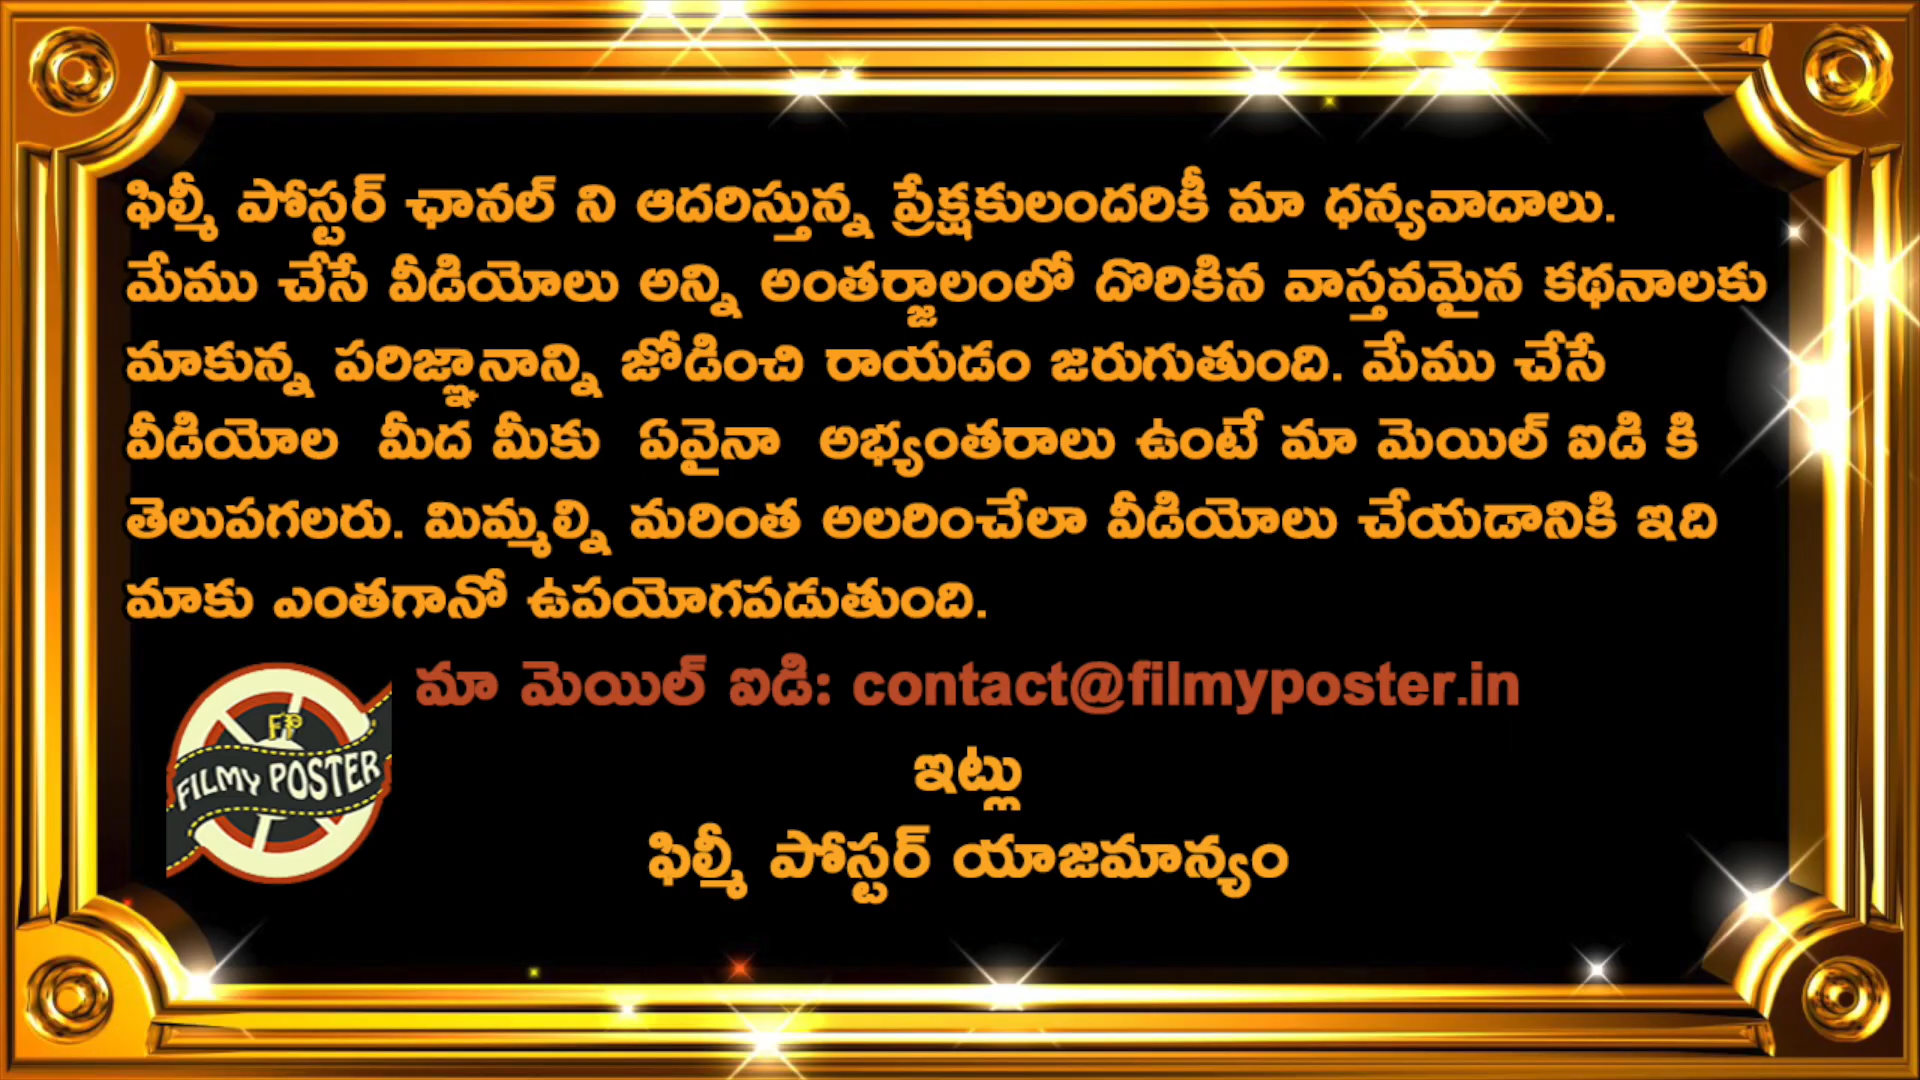 ఫిల్మీ పోస్టర్ ఛానల్ ని ఆదరిస్తున్న ప్రేక్షకులందరికీ మా ధన్యవాదాలు.
మేము చేసే వీడియోలు అన్ని అంతర్జాలంలో దొరికిన వాస్తవమైన కథనాలకు
మాకున్న పరిజ్ఞానాన్ని జోడించి రాయడం జరుగుతుంది. మేము చేసే
వీడియోల మీద మీకు ఏవైనా అభ్యంతరాలు ఉంటే మా మెయిల్ ఐడి కి
తెలుపగలరు. మిమ్మల్ని మరింత అలరించేలా వీడియోలు చేయడానికి ఇది
మాకు ఎంతగానో ఉపయోగపడుతుంది.
మా మెయిల్ ఐడి: contact@filmyposter.in
FP
FILMY POSTER
ఇట్లు
ఫిల్మీ పోస్టర్ యాజమాన్యం